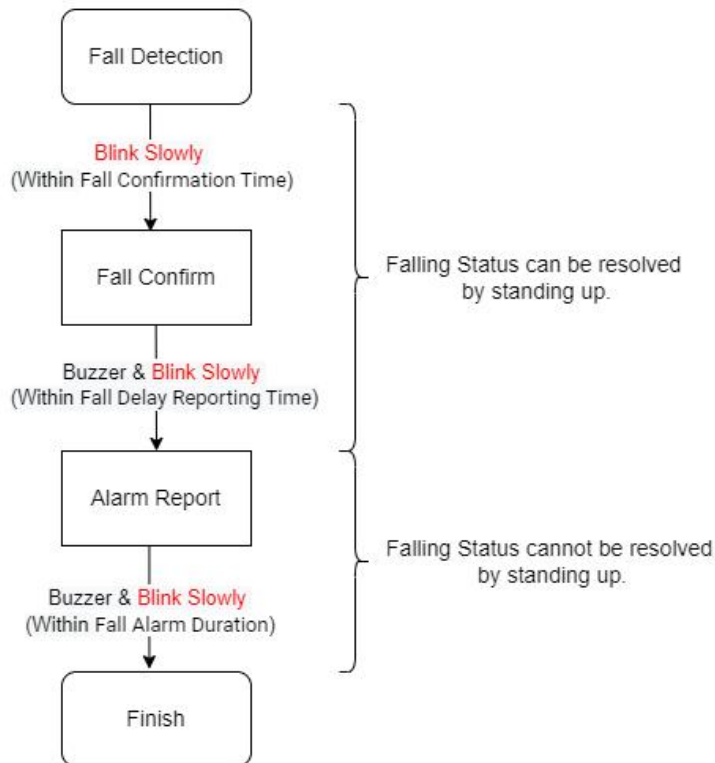 Fall Detection
Blink Slowly
(Within Fall Confirmation Time)
Fall Confirm
Falling Status can be resolved
by standing up.
Buzzer & Blink Slowly
(Within Fall Delay Reporting Time)
Alarm Report
Falling Status cannot be resolved
by standing up.
Buzzer & Blink Slowly
(Within Fall Alarm Duration)
Finish